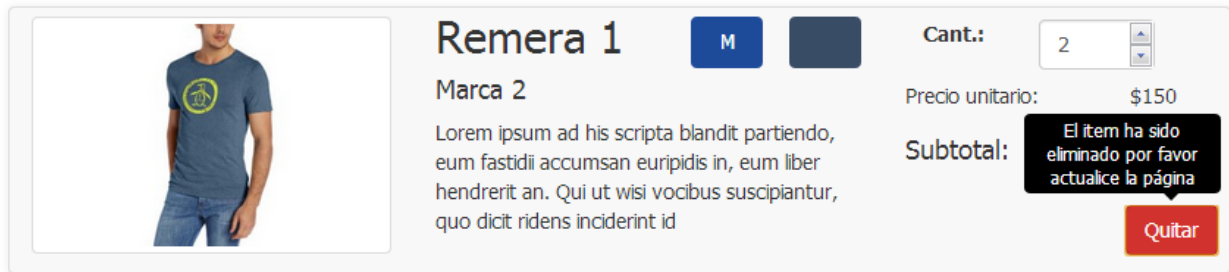 Remera 1
M
Marca 2
Lorem ipsum ad his scripta blandit partiendo,
eum fastidii accumsan euripidis in, eum liber
hendrerit an. Qui ut wisi vocibus suscipiantur,
quo dicit ridens inciderint id
Cant.:
2
Precio unitario:
$150
Subtotal:
El item ha sido
eliminado por favor
actualice la página
Quitar